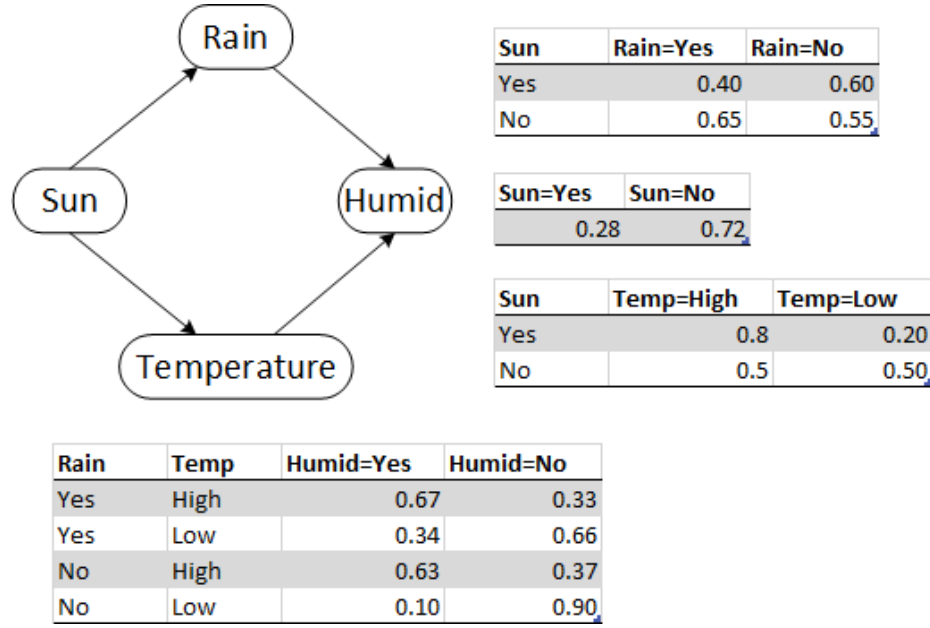 Rain
Sun
Humid
Temperature
Sun Rain=Yes Rain=No
Yes 0.40 0.60
No 0.65 0.55
Sun=Yes Sun=No
0.28 0.72
Sun Temp=High Temp=Low
Yes 0.8 0.20
No 0.5 0.50
Rain Temp Humid=Yes Humid=No
Yes High 0.67 0.33
Yes Low 0.34 0.66
No High 0.63 0.37
No Low 0.10 0.90